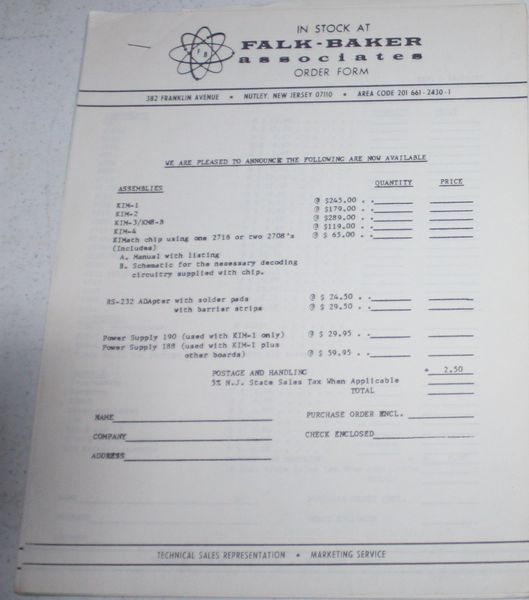 IN STOCK AT
F B
FALK-BAKER
associates
ORDER FORM
382 FRANKLIN AVENUE • NUTLEY, NEW JERSEY 07110 • AREA CODE 201 661-2430-1
WE ARE PLEASED TO ANNOUNCE THE FOLLOWING ARE NOW AVAILABLE
ASSEMBLIES QUANTITY PRICE
KIM-1 @ $245.00 . .
KIM-2 @ $179.00 . .
KIM-3/KMB-8 @ $289.00 . .
KIM-4 @ $119.00 . .
KIMath chip using one 2716 or two 2708's @ $ 65.00 . .
(Includes)
A. Manual with listing
B. Schematic for the necessary decoding
circuitry supplied with chip.
RS-232 ADApter with solder pads @ $ 24.50 . .
with barrier strips @ $ 29.50 . .
Power Supply 190 (used with KIM-1 only) @ $ 29.95 . .
Power Supply 188 (used with KIM-1 plus
other boards) @ $ 59.95 . .
POSTAGE AND HANDLING + 2.50
5% N.J. State Sales Tax When Applicable
TOTAL
NAME PURCHASE ORDER ENCL.
COMPANY CHECK ENCLOSED
ADDRESS
TECHNICAL SALES REPRESENTATION • MARKETING SERVICE